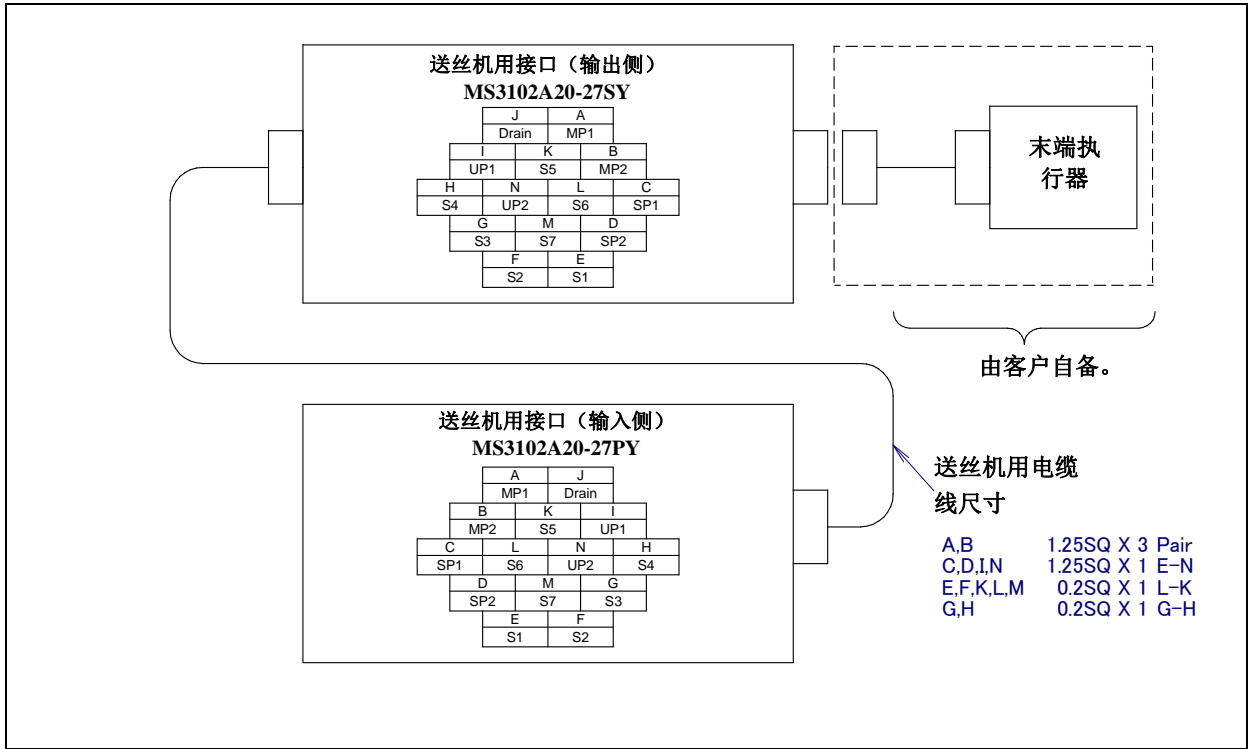 送丝机用接口（输出侧）
MS3102A20-27SY
J A
Drain MP1
I K B
UP1 S5 MP2
H N L C
S4 UP2 S6 SP1
G M D
S3 S7 SP2
F E
S2 S1
末端执
行器
由客户自备。
送丝机用接口（输入侧）
MS3102A20-27PY
A J
MP1 Drain
B K I
MP2 S5 UP1
C L N H
SP1 S6 UP2 S4
D M G
SP2 S7 S3
E F
S1 S2
送丝机用电缆
线尺寸
A,B 1.25SQ X 3 Pair
C,D,I,N 1.25SQ X 1 E-N
E,F,K,L,M 0.2SQ X 1 L-K
G,H 0.2SQ X 1 G-H